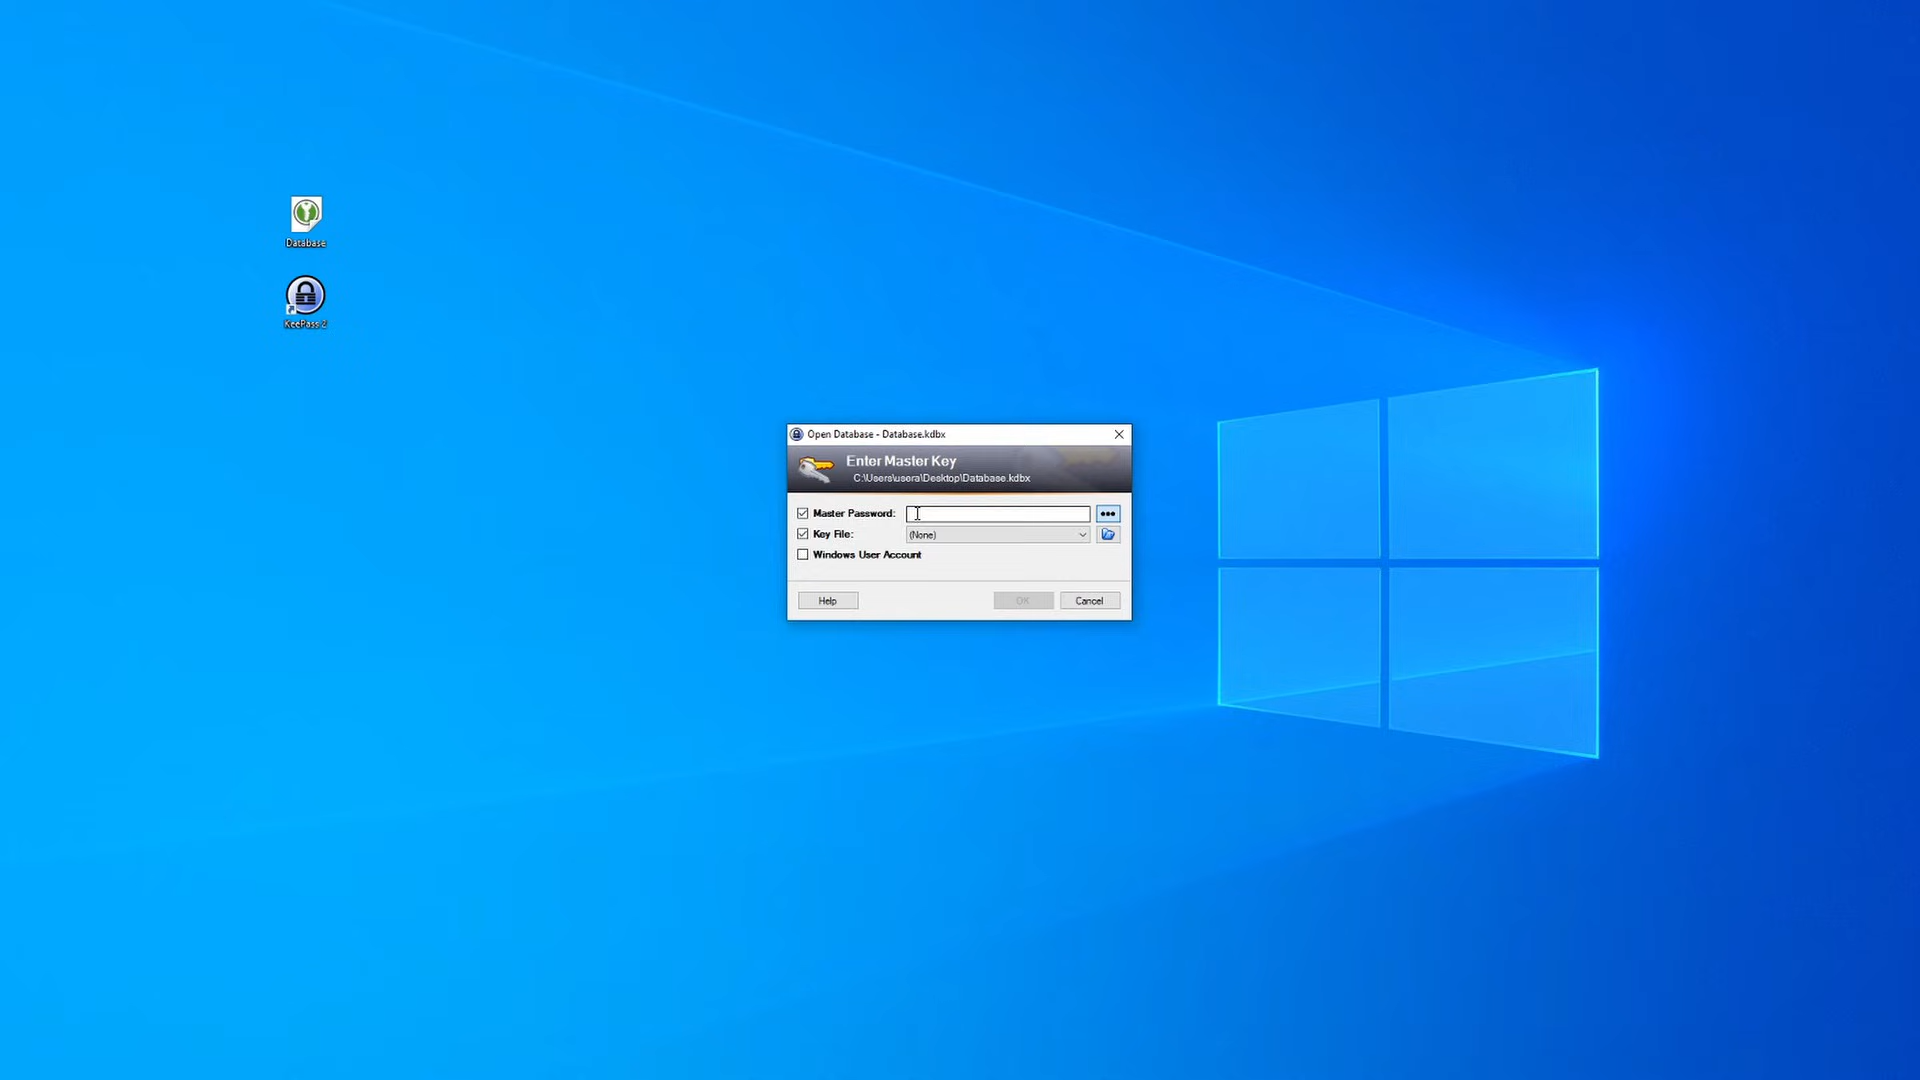 Database
KeePass 2
Open Database - Database.kdbx
Enter Master Key
C:\Users\usera\Desktop\Database.kdbx
Master Password:
Key File: (None)
Windows User Account
Help OK Cancel